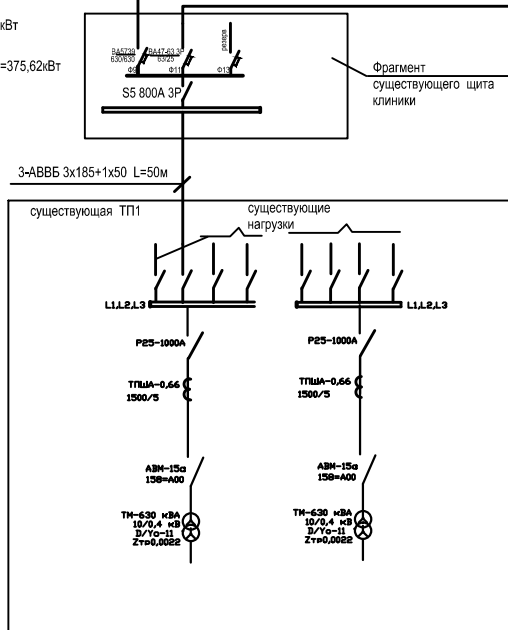 кВт
=375,62кВт
ВА5739
630/630
ВА47-63 3Р
63/25
резерв
Ф9
Ф11
Ф13
S5 800А 3Р
Фрагмент
существующего щита
клиники
3-АВВБ 3х185+1х50 L=50м
существующая ТП1
существующие
нагрузки
L1,L2,L3
L1,L2,L3
Р25-1000А
Р25-1000А
ТПША-0,66
1500/5
ТПША-0,66
1500/5
АВМ-15а
158=А00
АВМ-15а
158=А00
ТМ-630 кВА
10/0,4 кВ
D/Yo-11
Zтр0,0022
ТМ-630 кВА
10/0,4 кВ
D/Yo-11
Zтр0,0022